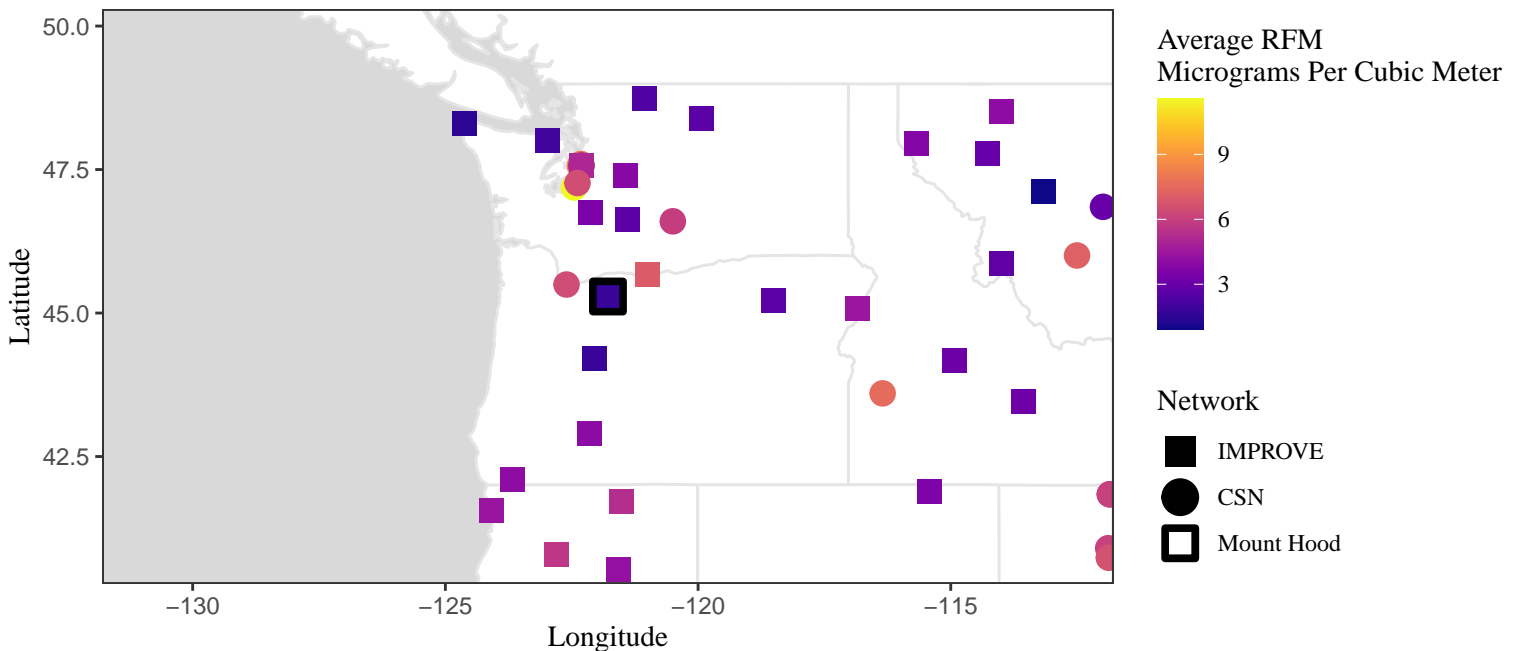 50.0
47.5
45.0
42.5
Latitude
−130
−125
−120
−115
Longitude
Average RFM
Micrograms Per Cubic Meter
9
6
3
Network
IMPROVE
CSN
Mount Hood